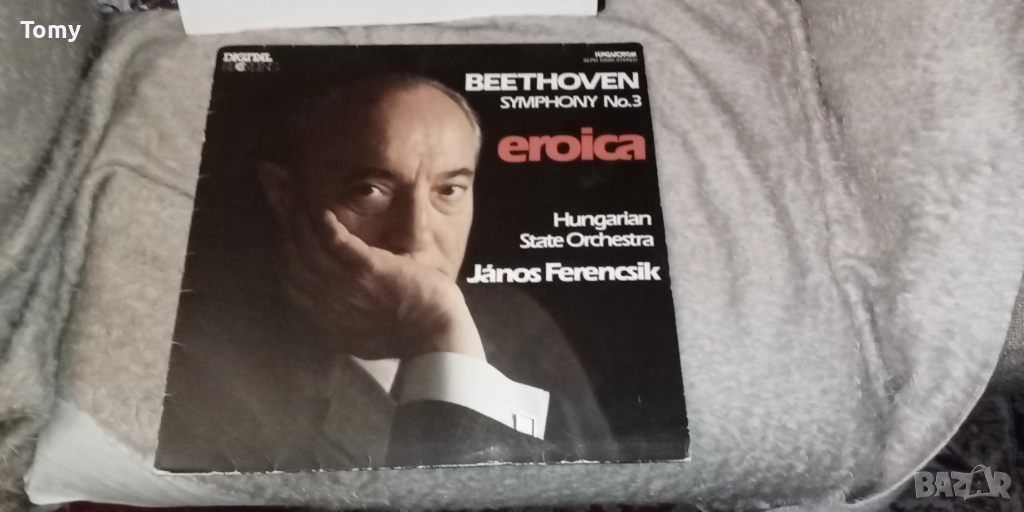 Tomy
DIGITAL
HUNGAROTON
BEETHOVEN
SYMPHONY No.3
eroica
Hungarian
State Orchestra
János Ferencsik
BAZAR